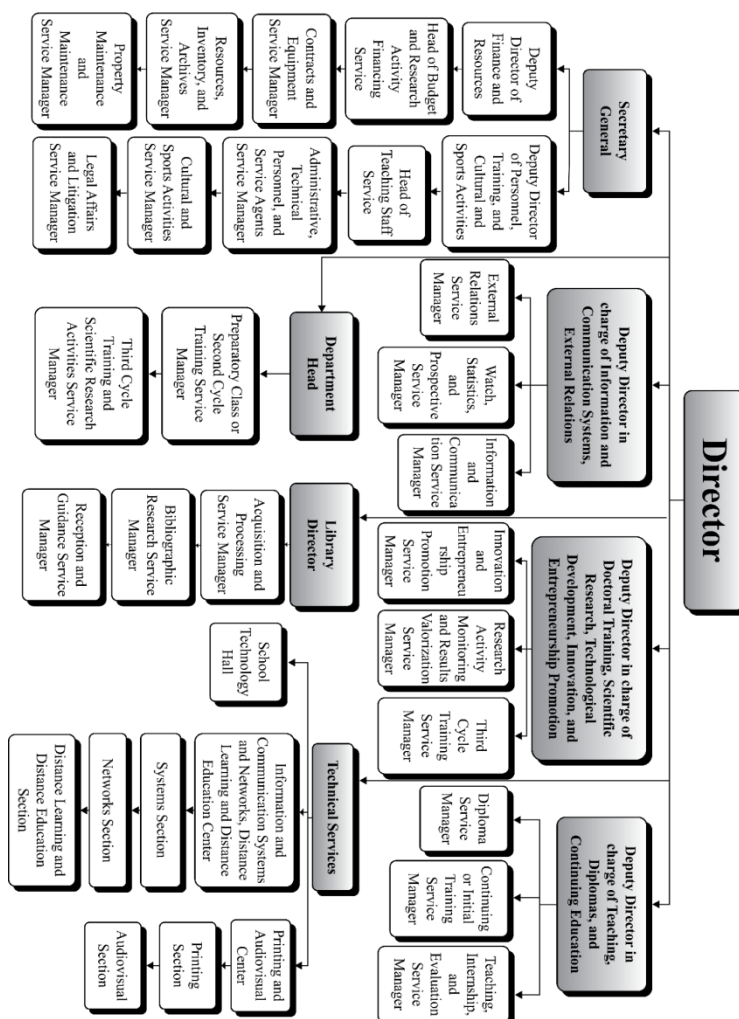 Director
Secretary
General
Deputy
Director of
Finance and
Resources
Head of Budget
and Research
Activity
Financing
Service
Contracts and
Equipment
Service Manager
Resources,
Inventory, and
Archives
Service Manager
Property
Maintenance
and
Maintenance
Service Manager
Deputy Director
of Personnel,
Training, and
Cultural and
Sports Activities
Head of
Teaching Staff
Service
Administrative,
Technical
Personnel, and
Service Agents
Service Manager
Cultural and
Sports Activities
Service Manager
Legal Affairs
and Litigation
Service Manager
Deputy Director in
charge of Information and
Communication Systems,
External Relations
External
Relations
Service
Manager
Watch,
Statistics,
and
Prospective
Service
Manager
Information
and
Communica
tion Service
Manager
Deputy Director in charge of
Doctoral Training, Scientific
Research, Technological
Development, Innovation, and
Entrepreneurship Promotion
Innovation
and
Entrepreneu
rship
Promotion
Service
Manager
Research
Activity
Monitoring
and Results
Valorization
Service
Manager
Third
Cycle
Training
Service
Manager
Deputy Director in
charge of Teaching,
Diplomas, and
Continuing Education
Diploma
Service
Manager
Continuing
or Initial
Training
Service
Manager
Teaching,
Internship,
and
Evaluation
Service
Manager
Department
Head
Preparatory Class or
Second Cycle
Training Service
Manager
Third Cycle
Training and
Scientific Research
Activities Service
Manager
Library
Director
Acquisition and
Processing
Service Manager
Bibliographic
Research Service
Manager
Reception and
Guidance Service
Manager
Technical Services
School
Technology
Hall
Information and
Communication Systems
and Networks, Distance
Learning and Distance
Education Center
Systems Section
Networks Section
Distance Learning and
Distance Education
Section
Printing and
Audiovisual
Center
Printing
Section
Audiovisual
Section